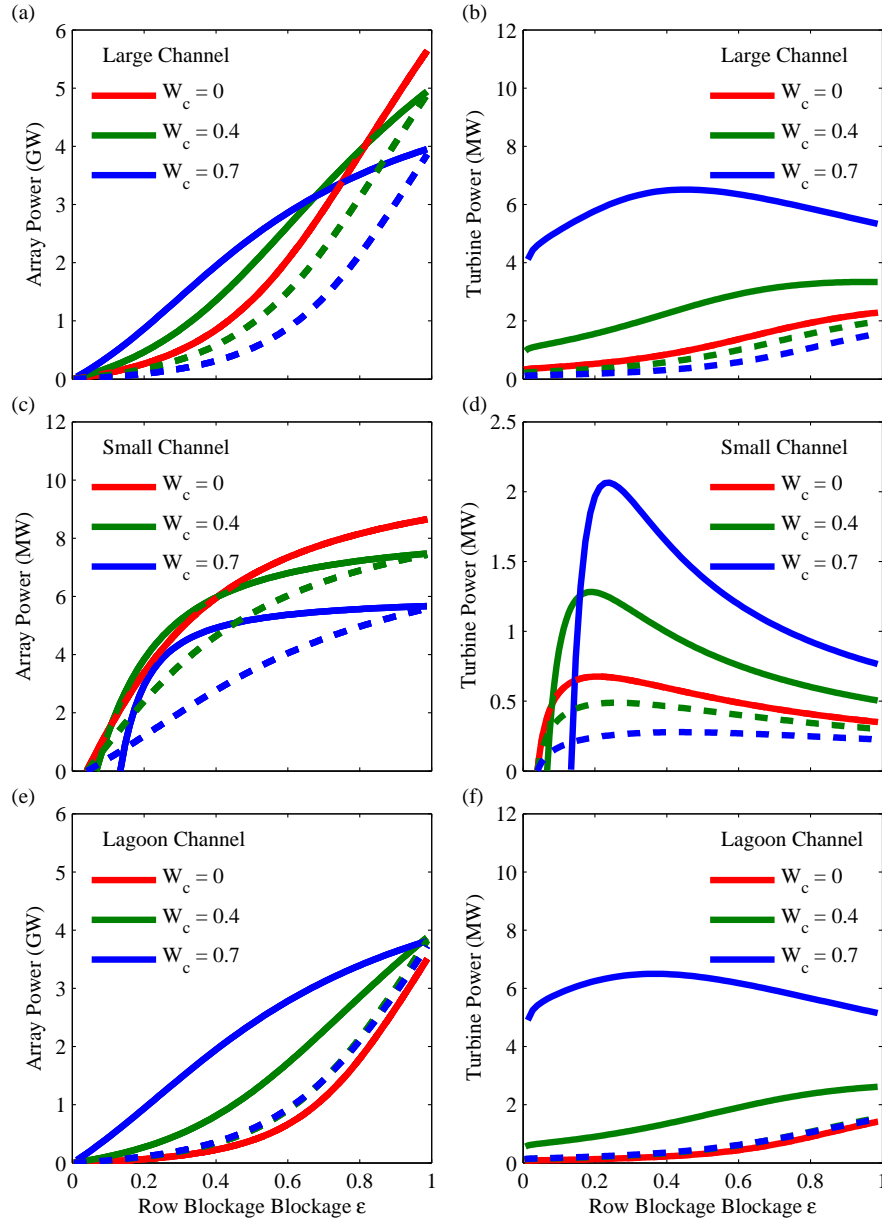 (a)
(b)
6
5
4
3
2
1
0
Array Power (GW)
Large Channel
W_c = 0
W_c = 0.4
W_c = 0.7
12
10
8
6
4
2
0
Turbine Power (MW)
Large Channel
W_c = 0
W_c = 0.4
W_c = 0.7
(c)
(d)
12
10
8
6
4
2
0
Array Power (MW)
Small Channel
W_c = 0
W_c = 0.4
W_c = 0.7
2.5
2
1.5
1
0.5
0
Turbine Power (MW)
Small Channel
W_c = 0
W_c = 0.4
W_c = 0.7
(e)
(f)
6
5
4
3
2
1
0
Array Power (GW)
Lagoon Channel
W_c = 0
W_c = 0.4
W_c = 0.7
0 0.2 0.4 0.6 0.8 1
Row Blockage Blockage ε
12
10
8
6
4
2
0
Turbine Power (MW)
Lagoon Channel
W_c = 0
W_c = 0.4
W_c = 0.7
0 0.2 0.4 0.6 0.8 1
Row Blockage Blockage ε